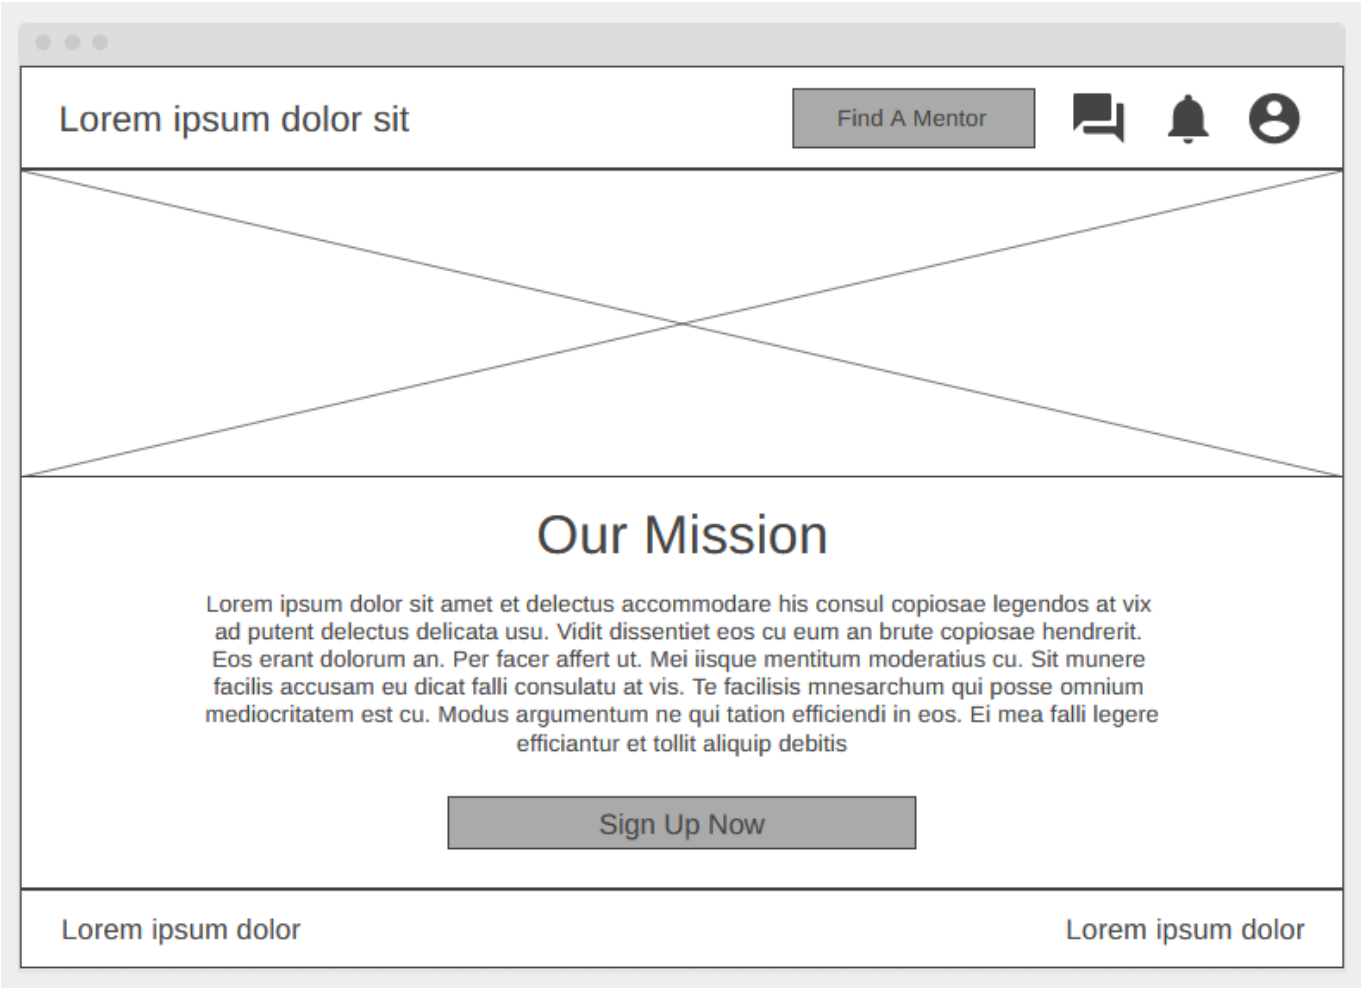 Lorem ipsum dolor sit
Find A Mentor
Our Mission
Lorem ipsum dolor sit amet et delectus accommodare his consul copiosae legendos at vix
ad putent delectus delicata usu. Vidit dissentiet eos cu eum an brute copiosae hendrerit.
Eos erant dolorum an. Per facer affert ut. Mei iisque mentitum moderatius cu. Sit munere
facilis accusam eu dicat falli consulatu at vis. Te facilisis mnesarchum qui posse omnium
mediocritatem est cu. Modus argumentum ne qui tation efficiendi in eos. Ei mea falli legere
efficiantur et tollit aliquip debitis
Sign Up Now
Lorem ipsum dolor
Lorem ipsum dolor